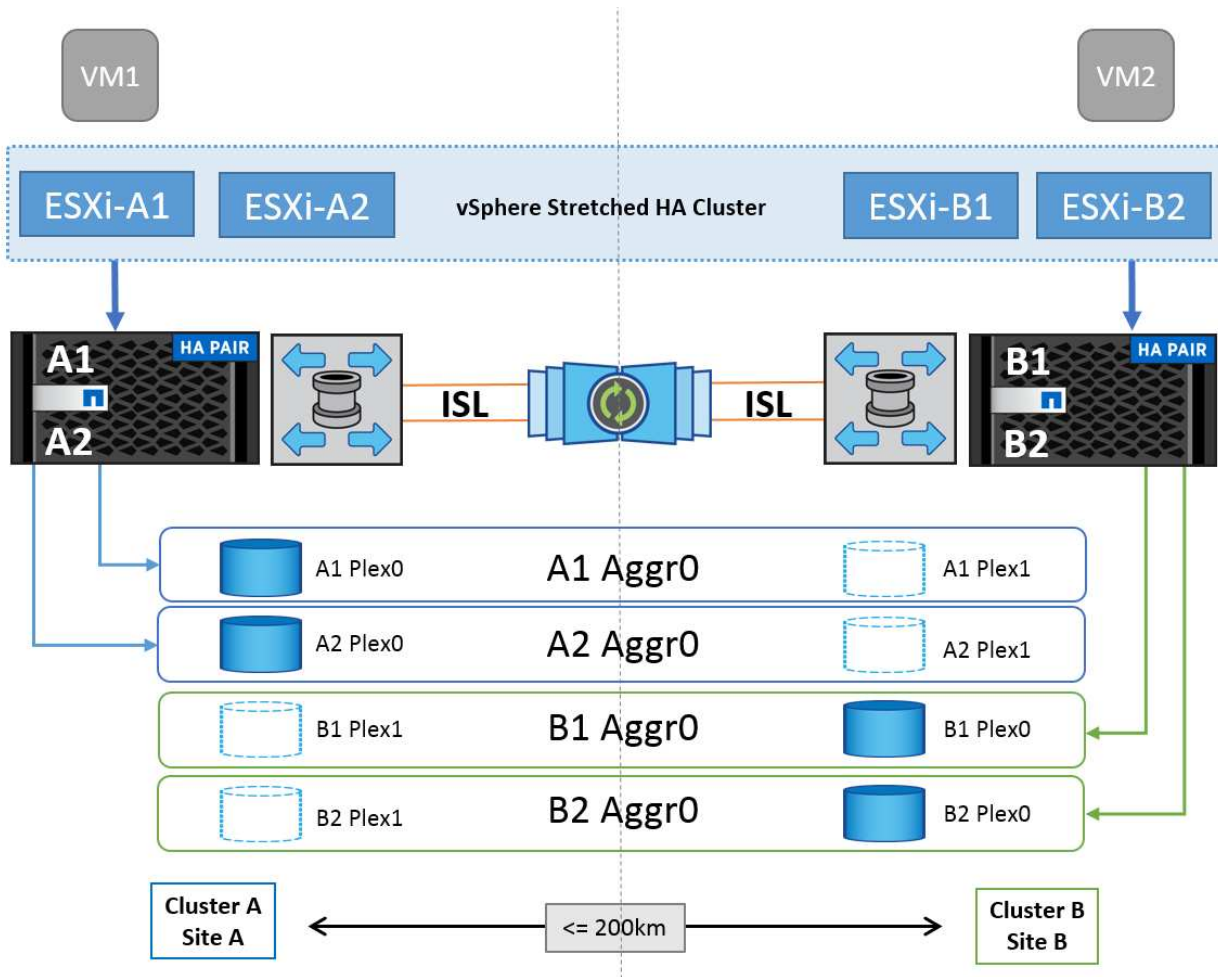 VM1
VM2
ESXi-A1
ESXi-A2
vSphere Stretched HA Cluster
ESXi-B1
ESXi-B2
HA PAIR
A1
A2
ISL
ISL
HA PAIR
B1
B2
A1 Plex0
A1 Aggr0
A1 Plex1
A2 Plex0
A2 Aggr0
A2 Plex1
B1 Plex1
B1 Aggr0
B1 Plex0
B2 Plex1
B2 Aggr0
B2 Plex0
Cluster A
Site A
<= 200km
Cluster B
Site B